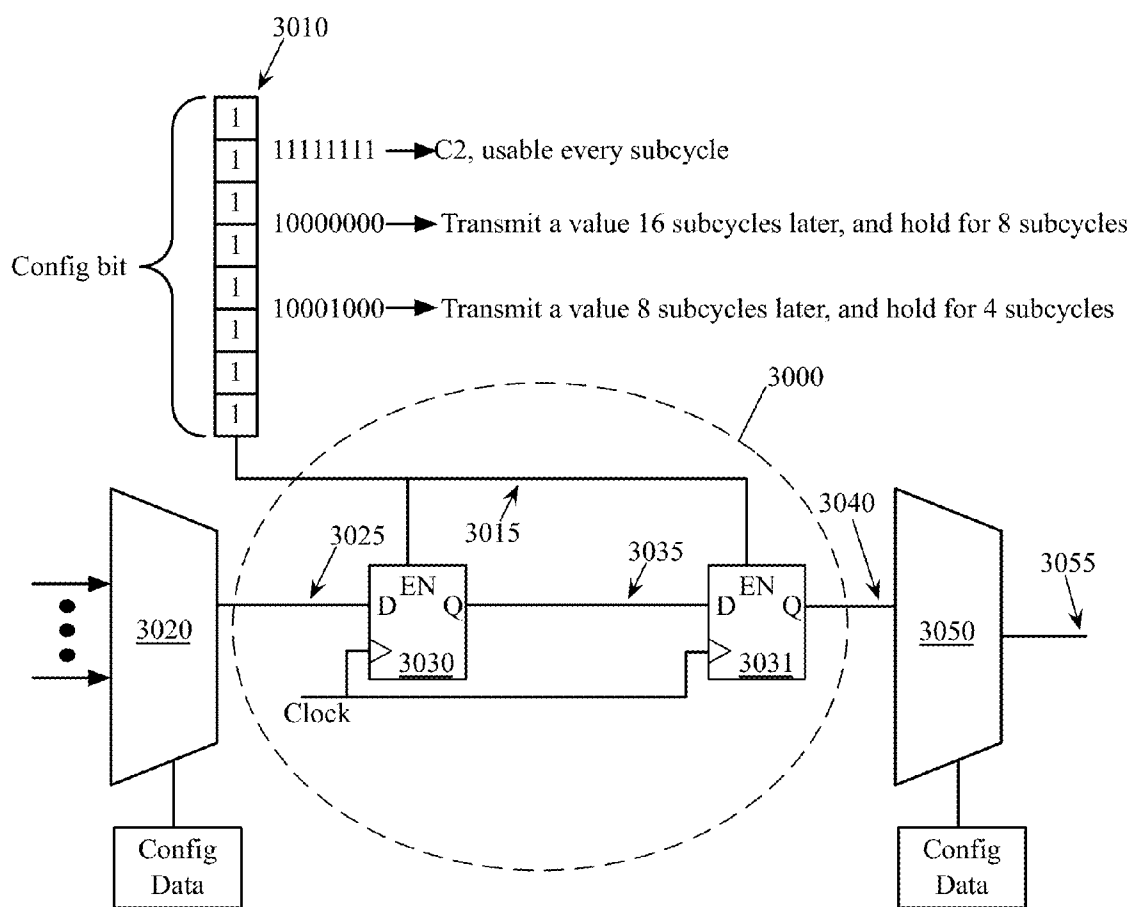 3010
1
1
1
1
1
1
1
1
Config bit
11111111 C2, usable every subcycle
10000000 Transmit a value 16 subcycles later, and hold for 8 subcycles
10001000 Transmit a value 8 subcycles later, and hold for 4 subcycles
3000
3015
3025
3035
3040
3055
3020
EN
D Q
3030
EN
D Q
3031
3050
Clock
Config
Data
Config
Data